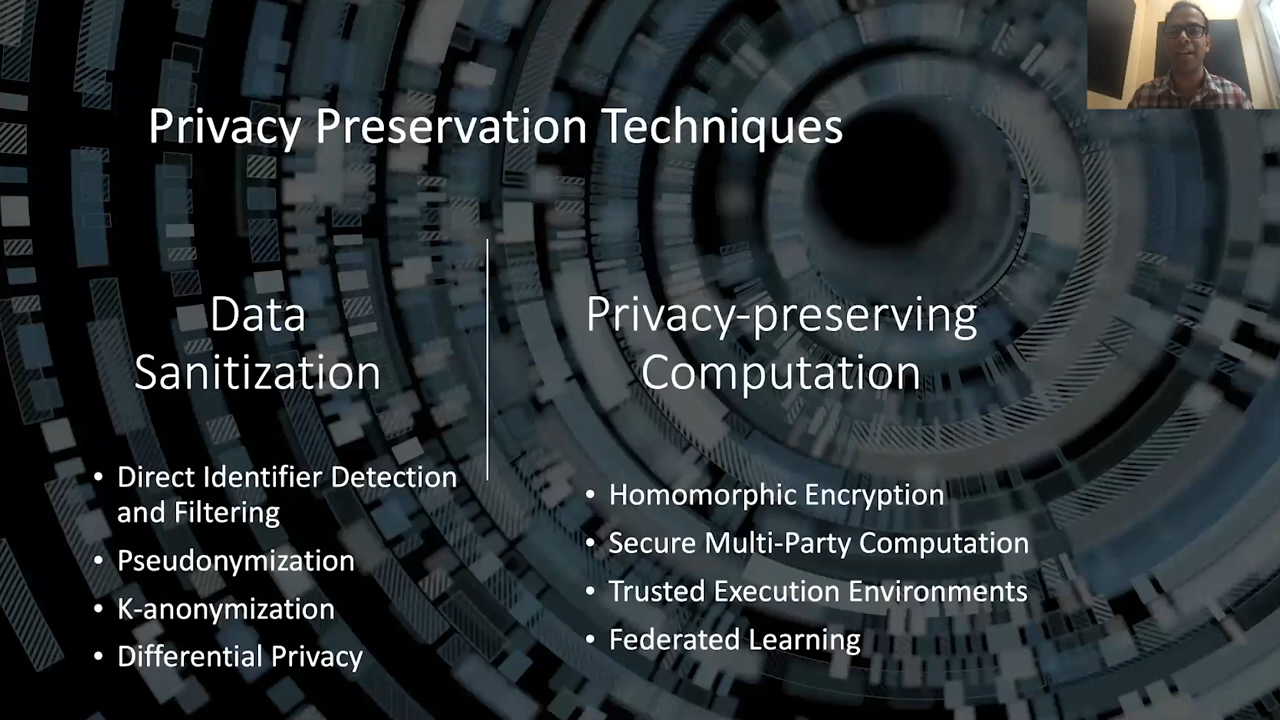 Privacy Preservation Techniques
Data
Sanitization
• Direct Identifier Detection
and Filtering
• Pseudonymization
• K-anonymization
• Differential Privacy
Privacy-preserving
Computation
• Homomorphic Encryption
• Secure Multi-Party Computation
• Trusted Execution Environments
• Federated Learning